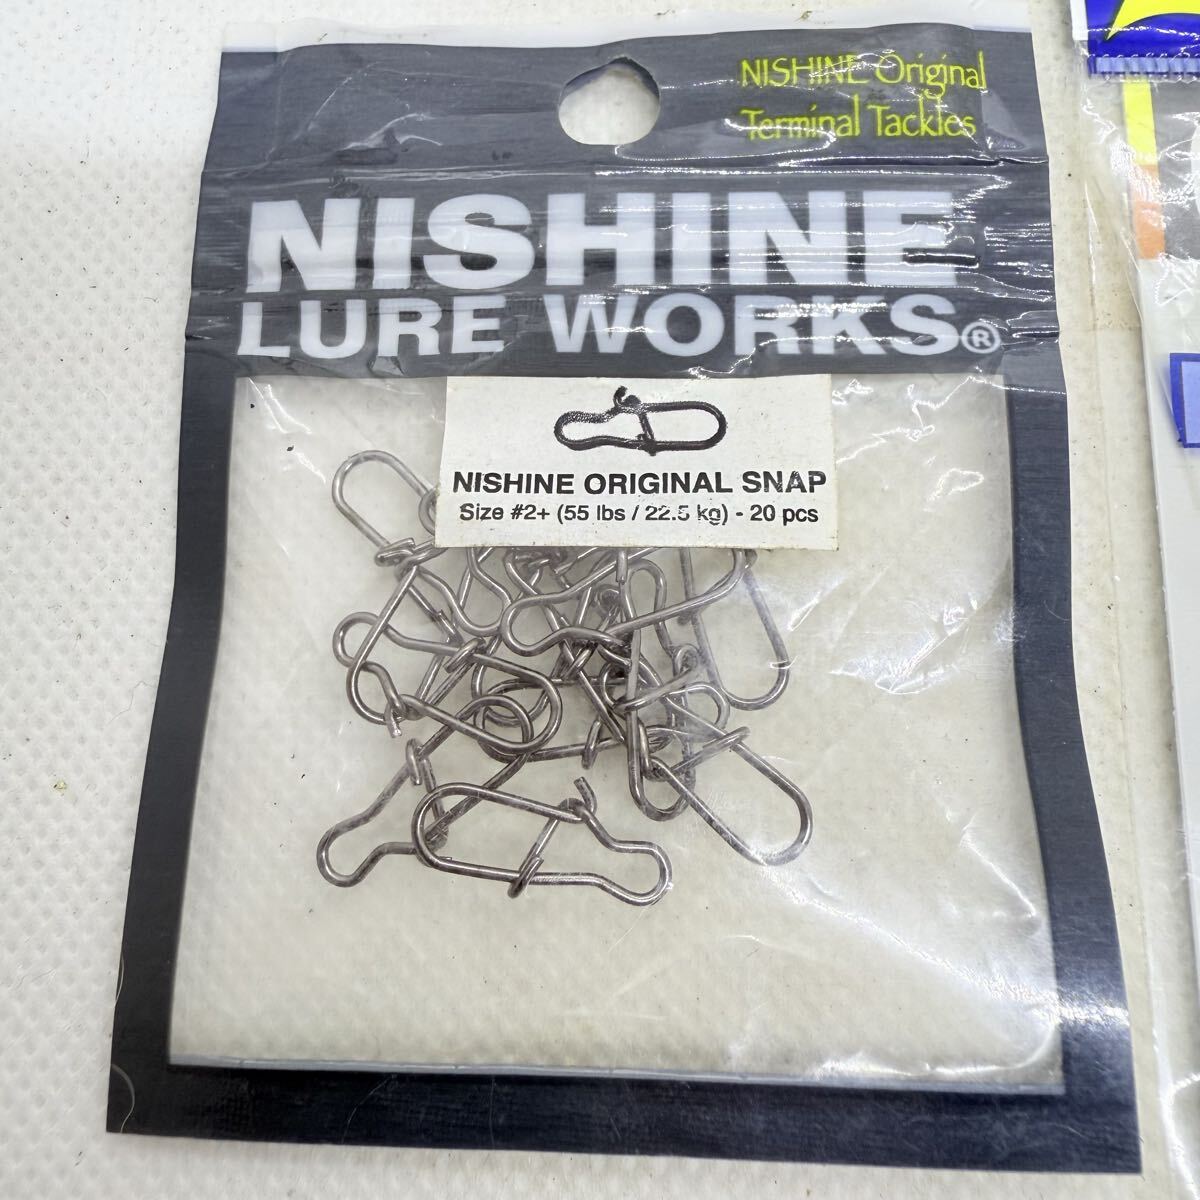 NISHINE Original
Terminal Tackles
NISHINE
LURE WORKS®
NISHINE ORIGINAL SNAP
Size #2+ (55 lbs / 22.5 kg) - 20 pcs